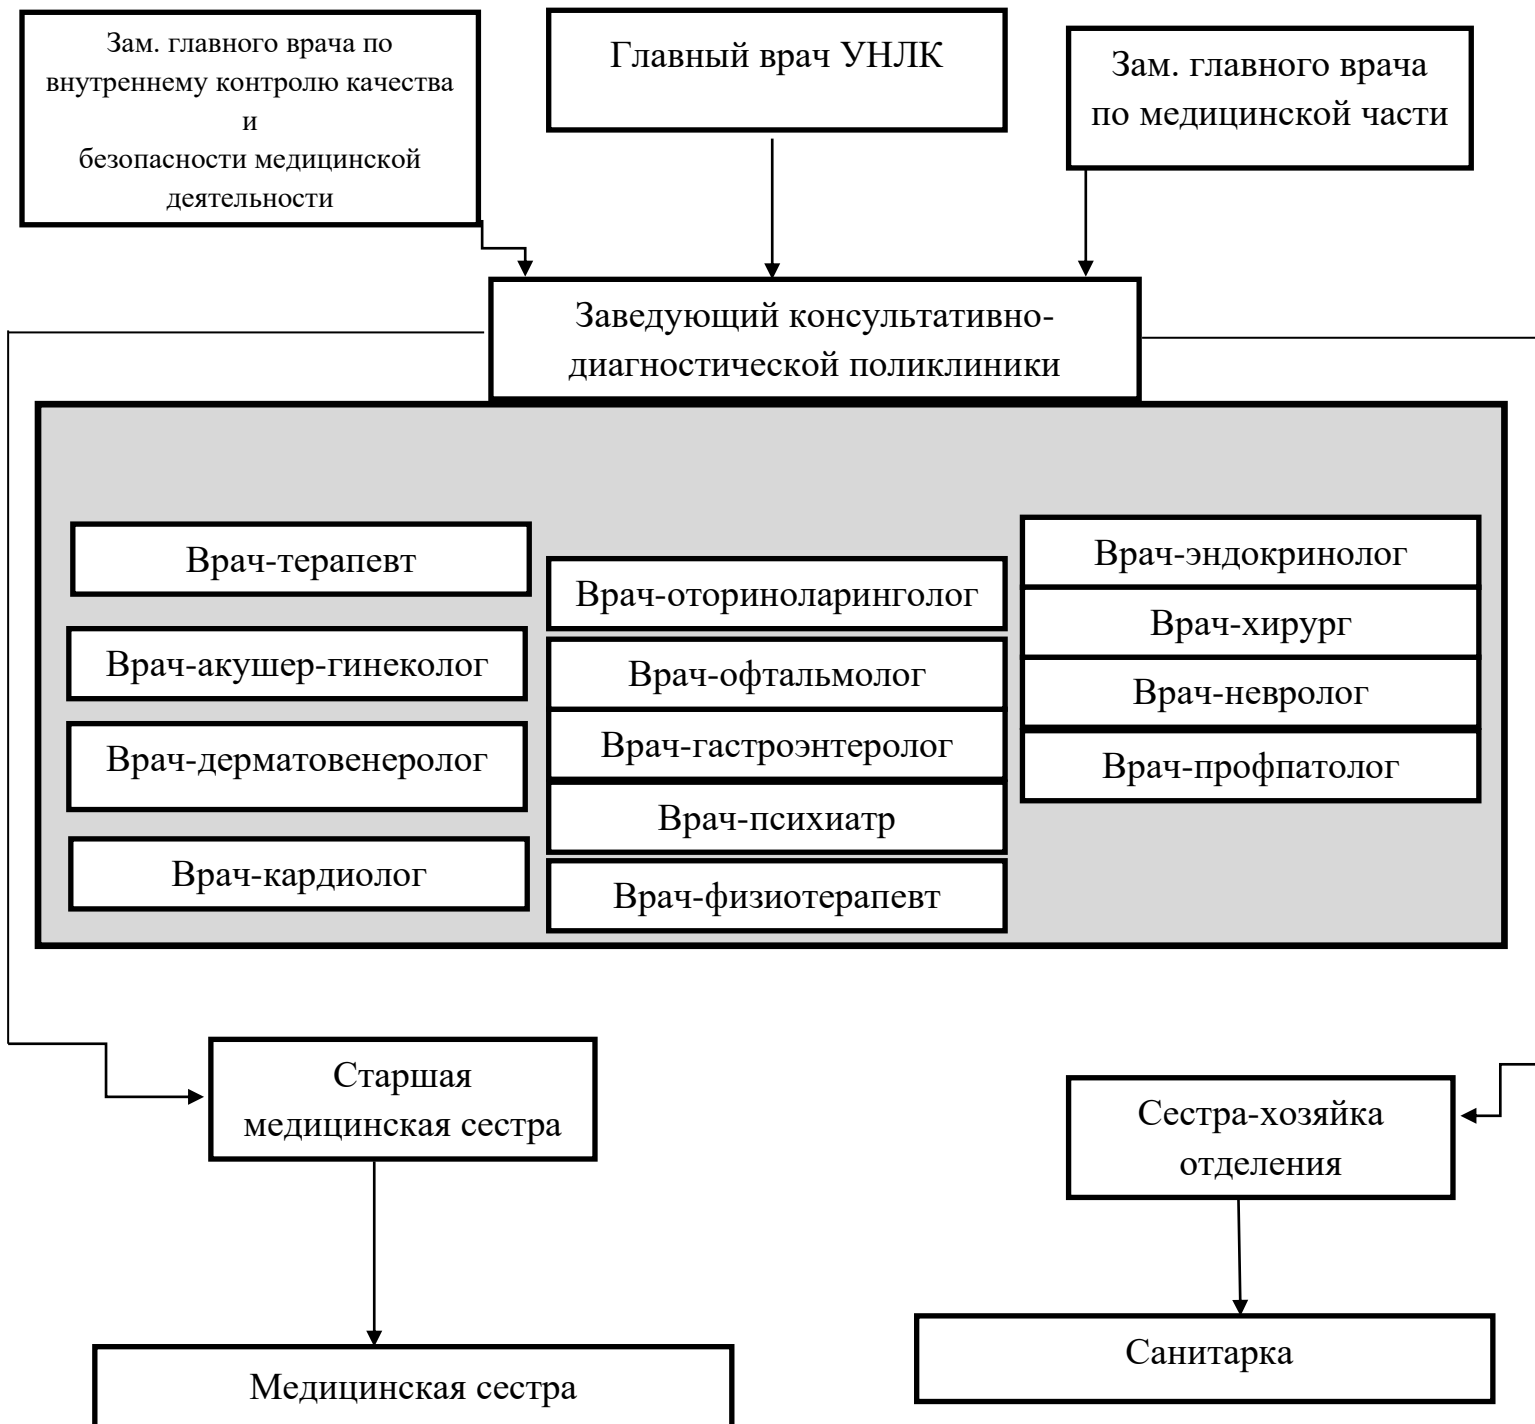 Зам. главного врача по
внутреннему контролю качества
и
безопасности медицинской
деятельности
Главный врач УНЛК
Зам. главного врача
по медицинской части
Заведующий консультативно-
диагностической поликлиники
Врач-терапевт
Врач-акушер-гинеколог
Врач-дерматовенеролог
Врач-кардиолог
Врач-оториноларинголог
Врач-офтальмолог
Врач-гастроэнтеролог
Врач-психиатр
Врач-физиотерапевт
Врач-эндокринолог
Врач-хирург
Врач-невролог
Врач-профпатолог
Старшая
медицинская сестра
Сестра-хозяйка
отделения
Медицинская сестра
Санитарка